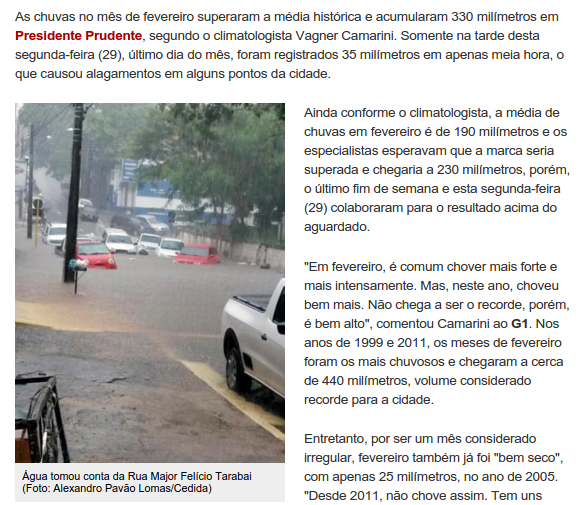 As chuvas no mês de fevereiro superaram a média histórica e acumularam 330 milímetros em
Presidente Prudente, segundo o climatologista Vagner Camarini. Somente na tarde desta
segunda-feira (29), último dia do mês, foram registrados 35 milímetros em apenas meia hora, o
que causou alagamentos em alguns pontos da cidade.
Água tomou conta da Rua Major Felício Tarabai
(Foto: Alexandro Pavão Lomas/Cedida)
Ainda conforme o climatologista, a média de
chuvas em fevereiro é de 190 milímetros e os
especialistas esperavam que a marca seria
superada e chegaria a 230 milímetros, porém,
o último fim de semana e esta segunda-feira
(29) colaboraram para o resultado acima do
aguardado.
"Em fevereiro, é comum chover mais forte e
mais intensamente. Mas, neste ano, choveu
bem mais. Não chega a ser o recorde, porém,
é bem alto", comentou Camarini ao G1. Nos
anos de 1999 e 2011, os meses de fevereiro
foram os mais chuvosos e chegaram a cerca
de 440 milímetros, volume considerado
recorde para a cidade.
Entretanto, por ser um mês considerado
irregular, fevereiro também já foi "bem seco",
com apenas 25 milímetros, no ano de 2005.
"Desde 2011, não chove assim. Tem uns